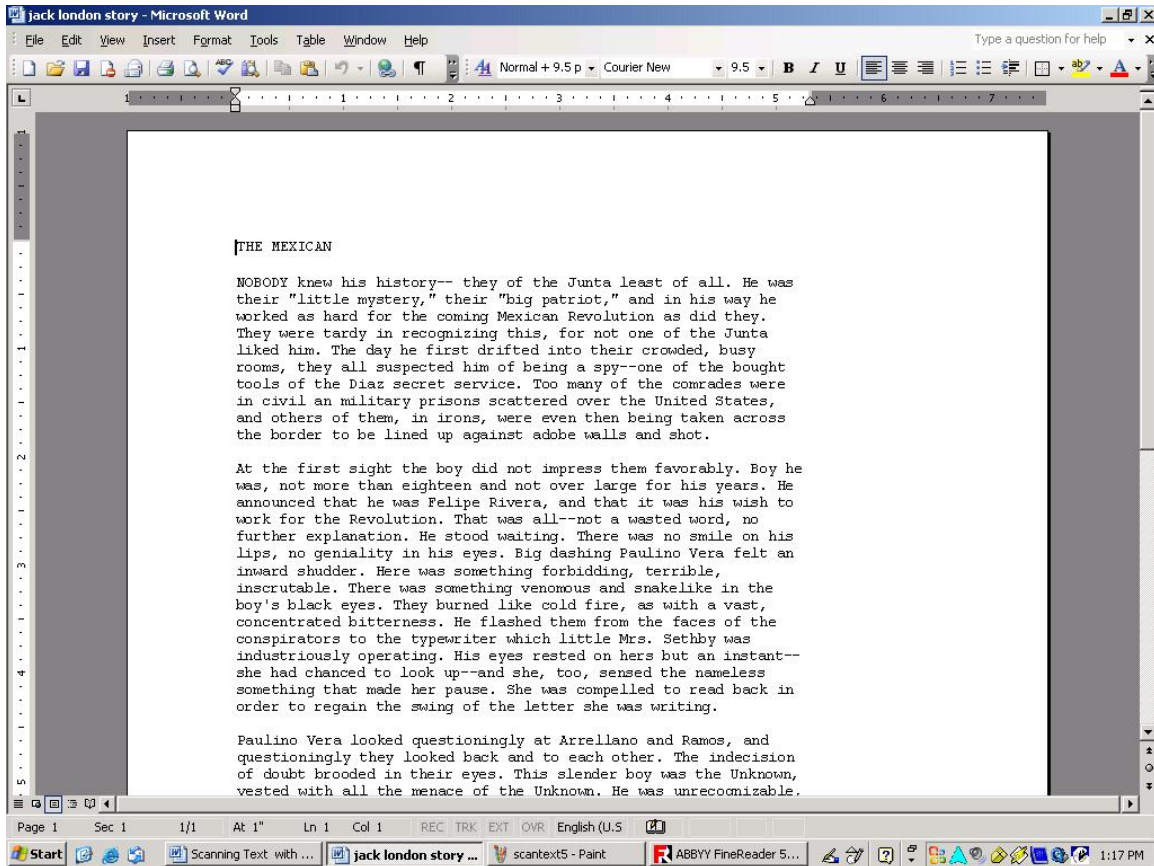 jack london story - Microsoft Word
File Edit View Insert Format Tools Table Window Help Type a question for help
Normal + 9.5 p Courier New 9.5 B I U
1 1 2 3 4 5 6 7
THE MEXICAN
NOBODY knew his history-- they of the Junta least of all. He was
their "little mystery," their "big patriot," and in his way he
worked as hard for the coming Mexican Revolution as did they.
They were tardy in recognizing this, for not one of the Junta
liked him. The day he first drifted into their crowded, busy
rooms, they all suspected him of being a spy--one of the bought
tools of the Diaz secret service. Too many of the comrades were
in civil an military prisons scattered over the United States,
and others of them, in irons, were even then being taken across
the border to be lined up against adobe walls and shot.
At the first sight the boy did not impress them favorably. Boy he
was, not more than eighteen and not over large for his years. He
announced that he was Felipe Rivera, and that it was his wish to
work for the Revolution. That was all--not a wasted word, no
further explanation. He stood waiting. There was no smile on his
lips, no geniality in his eyes. Big dashing Paulino Vera felt an
inward shudder. Here was something forbidding, terrible,
inscrutable. There was something venomous and snakelike in the
boy's black eyes. They burned like cold fire, as with a vast,
concentrated bitterness. He flashed them from the faces of the
conspirators to the typewriter which little Mrs. Sethby was
industriously operating. His eyes rested on hers but an instant--
she had chanced to look up--and she, too, sensed the nameless
something that made her pause. She was compelled to read back in
order to regain the swing of the letter she was writing.
Paulino Vera looked questioningly at Arrellano and Ramos, and
questioningly they looked back and to each other. The indecision
of doubt brooded in their eyes. This slender boy was the Unknown,
vested with all the menace of the Unknown. He was unrecognizable,
Page 1 Sec 1 1/1 At 1" Ln 1 Col 1 REC TRK EXT OVR English (U.S
Start Scanning Text with ... jack london story ... scantext5 - Paint ABBYY FineReader 5... 1:17 PM